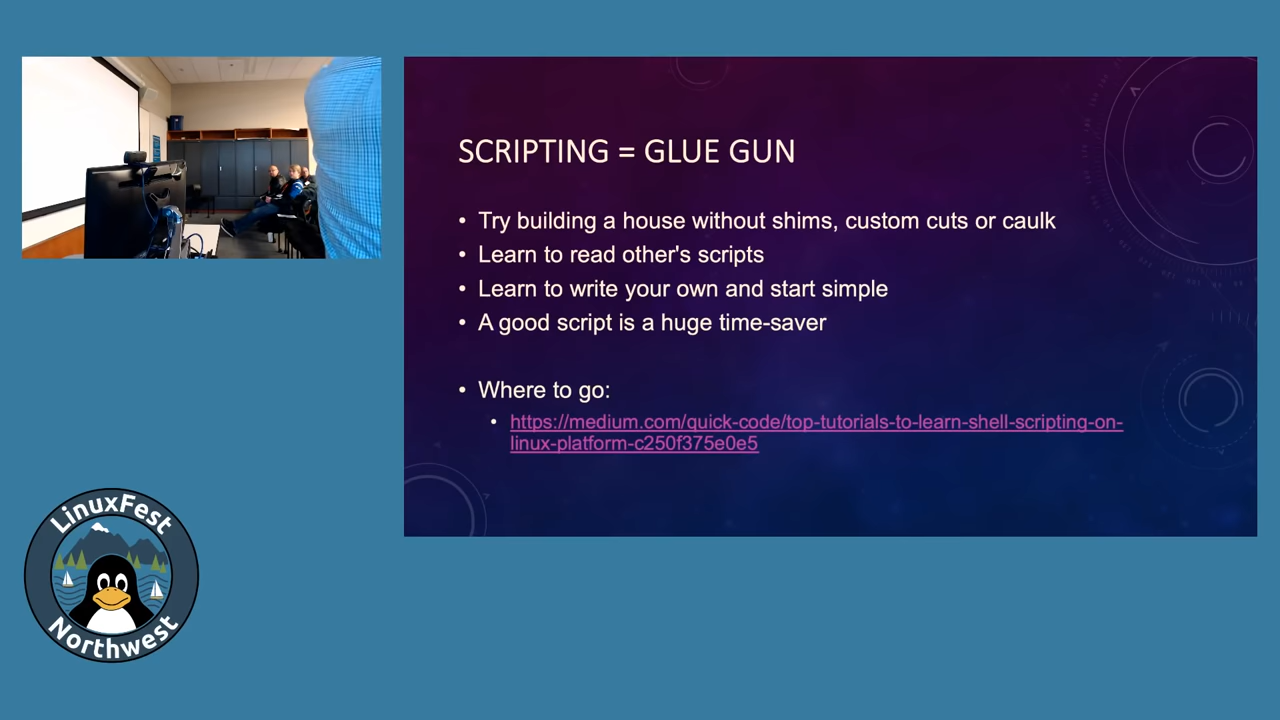 SCRIPTING = GLUE GUN
• Try building a house without shims, custom cuts or caulk
• Learn to read other's scripts
• Learn to write your own and start simple
• A good script is a huge time-saver
• Where to go:
• https://medium.com/quick-code/top-tutorials-to-learn-shell-scripting-on-
linux-platform-c250f375e0e5
LinuxFest
Northwest